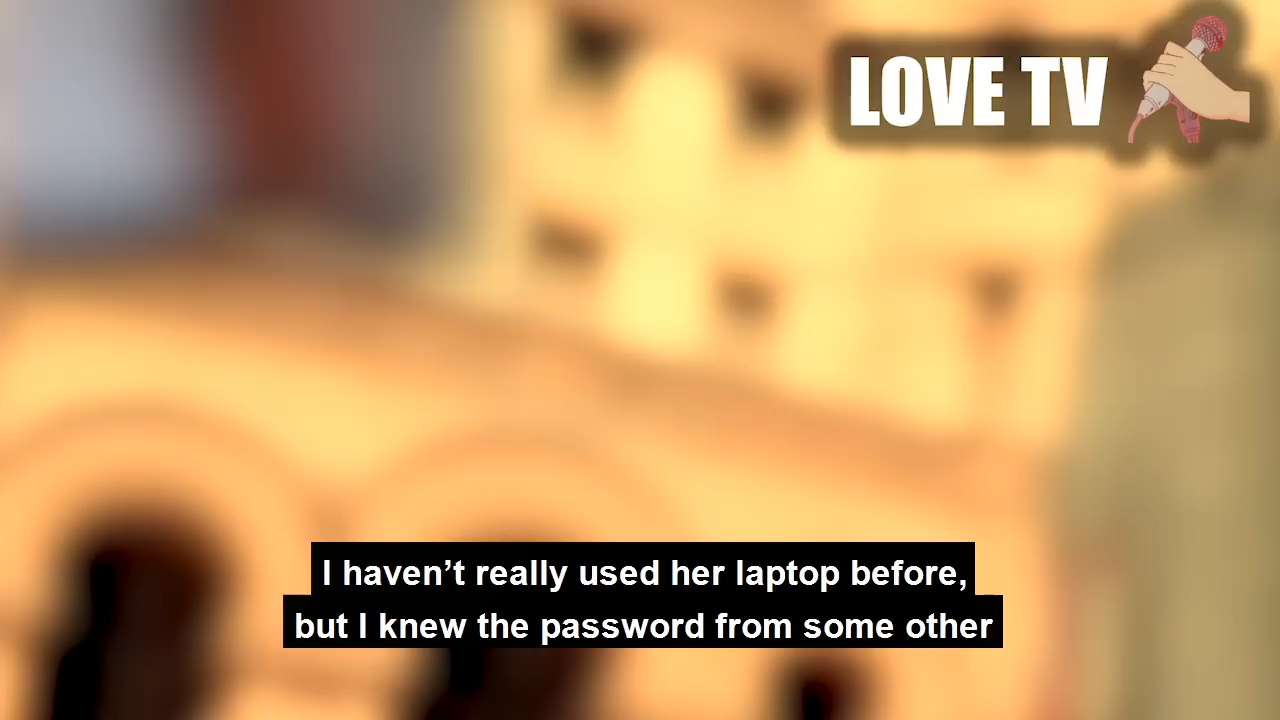 LOVE TV
I haven’t really used her laptop before,
but I knew the password from some other